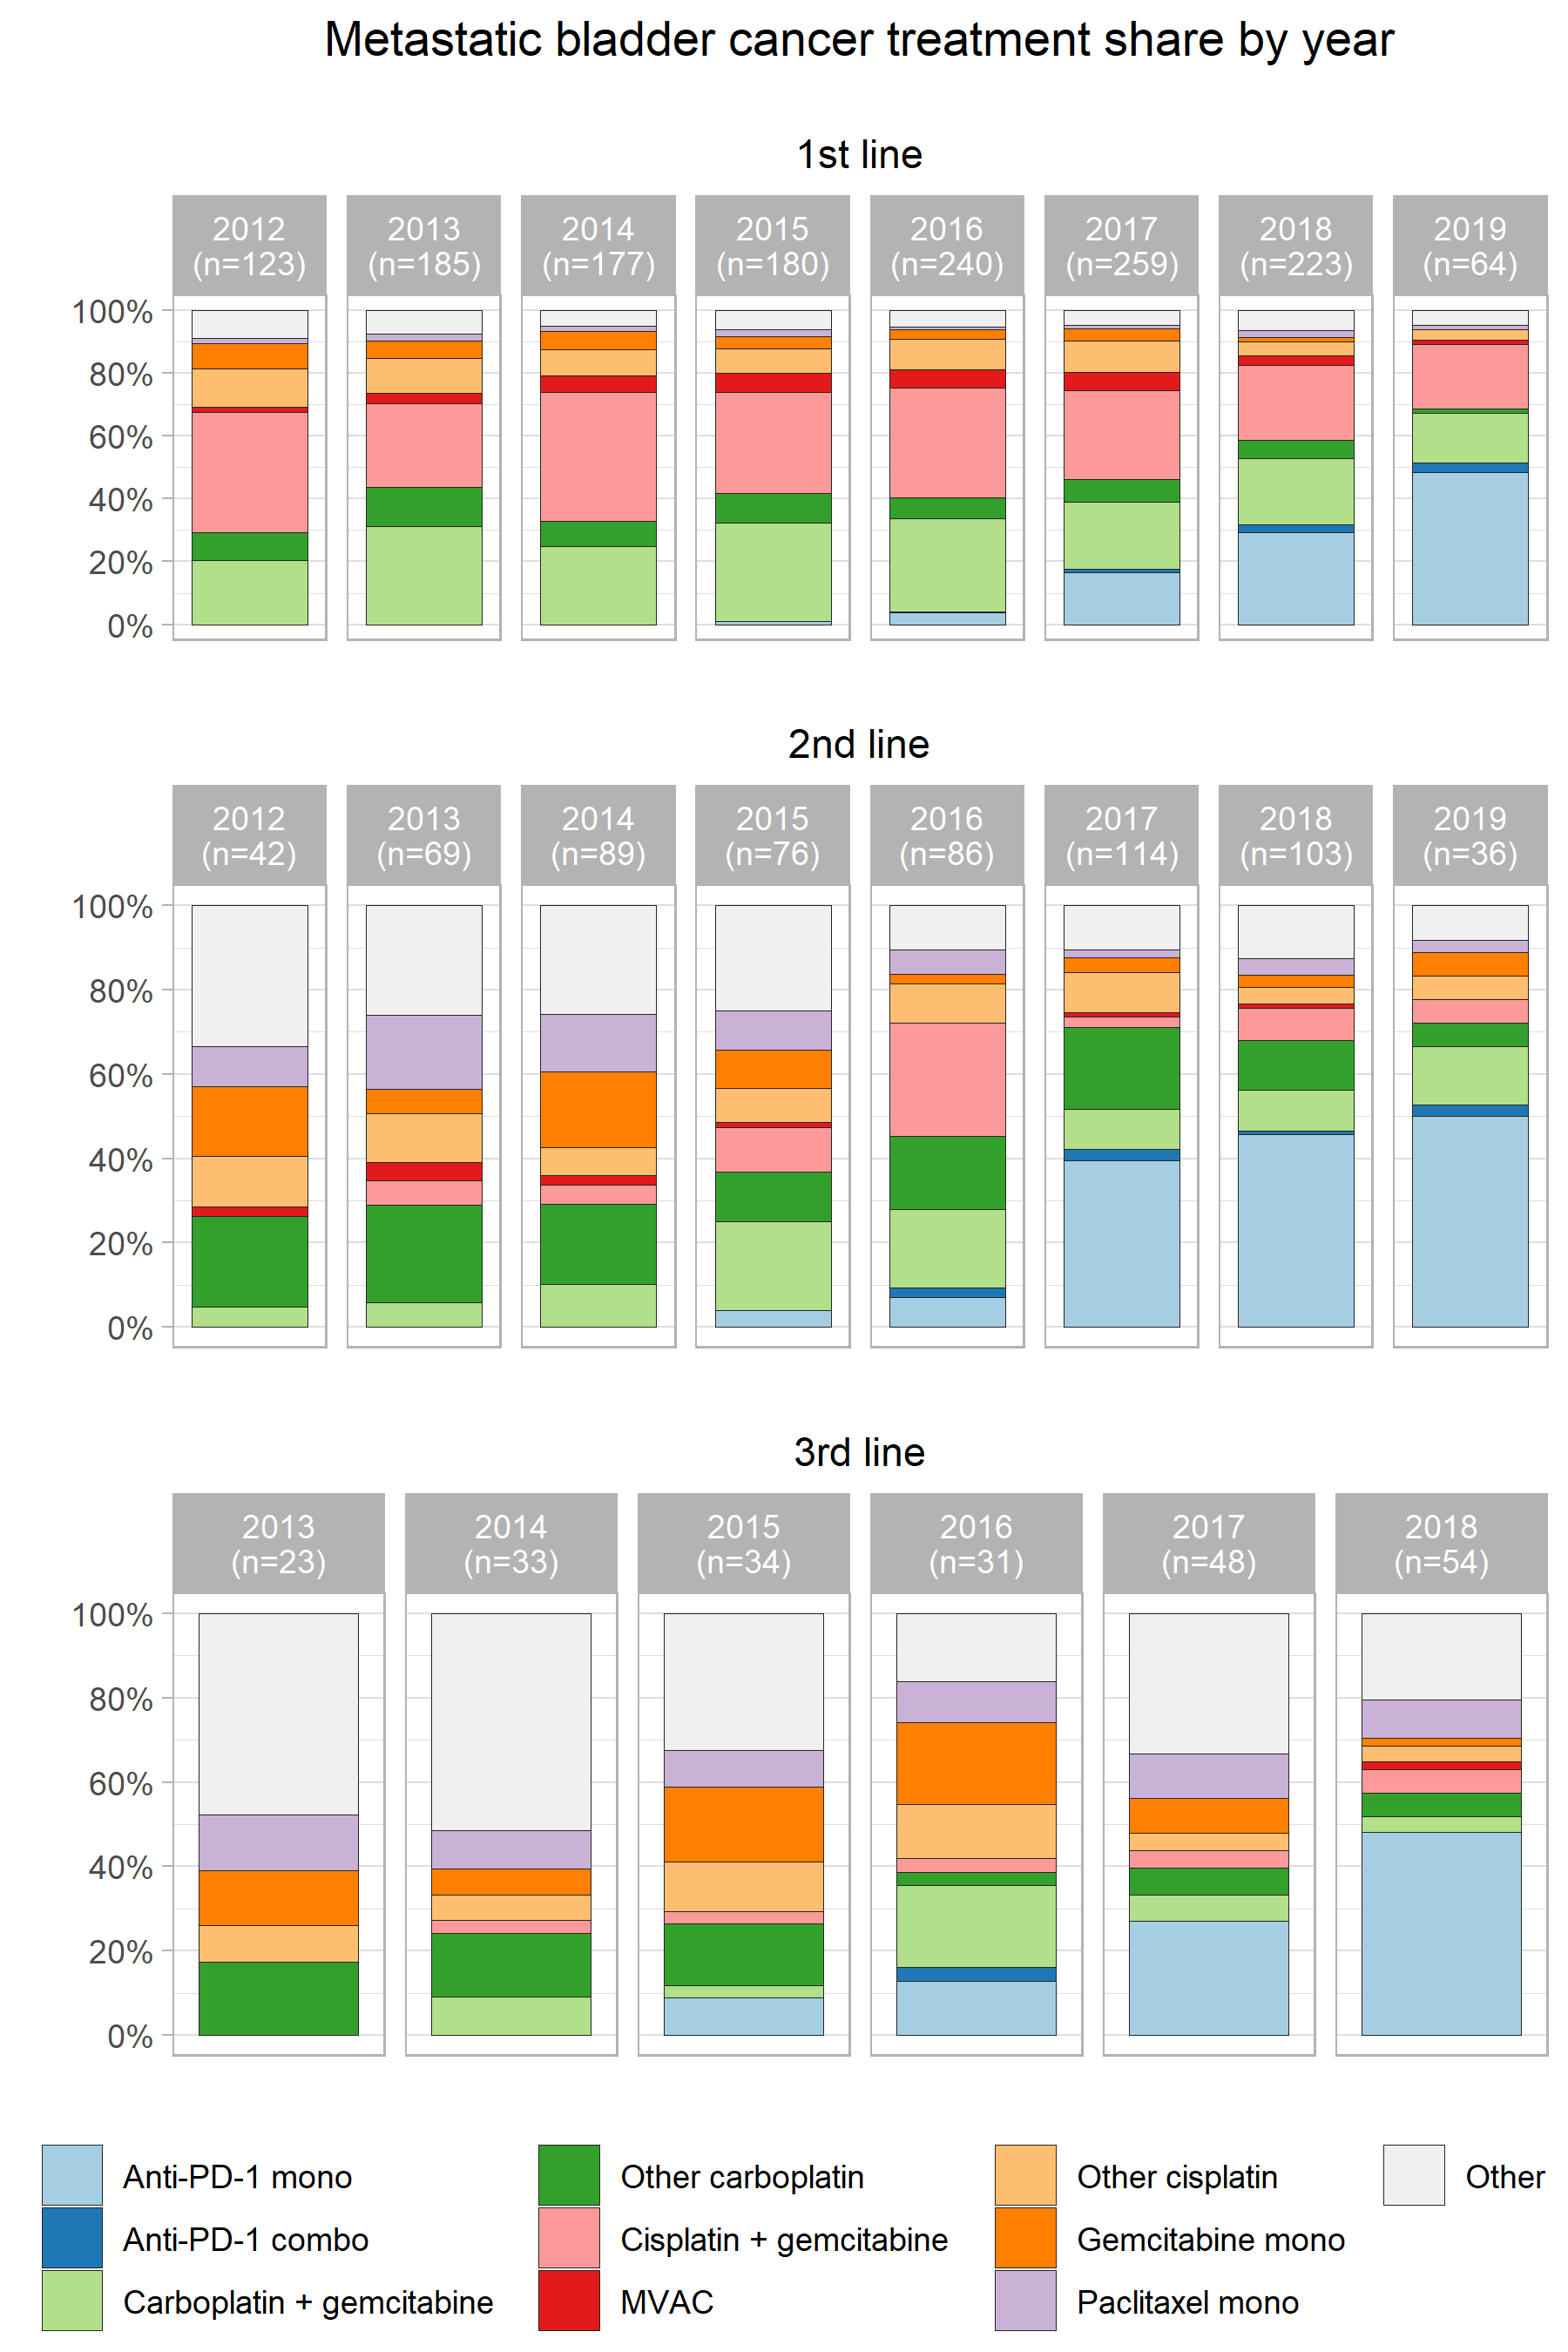 Metastatic bladder cancer treatment share by year
1st line
2012 2013 2014 2015 2016 2017 2018 2019
(n=123) (n=185) (n=177) (n=180) (n=240) (n=259) (n=223) (n=64)
100%
80%
60%
40%
20%
0%
2nd line
2012 2013 2014 2015 2016 2017 2018 2019
(n=42) (n=69) (n=89) (n=76) (n=86) (n=114) (n=103) (n=36)
100%
80%
60%
40%
20%
0%
3rd line
2013 2014 2015 2016 2017 2018
(n=23) (n=33) (n=34) (n=31) (n=48) (n=54)
100%
80%
60%
40%
20%
0%
Anti-PD-1 mono Other carboplatin Other cisplatin Other
Anti-PD-1 combo Cisplatin + gemcitabine Gemcitabine mono
Carboplatin + gemcitabine MVAC Paclitaxel mono